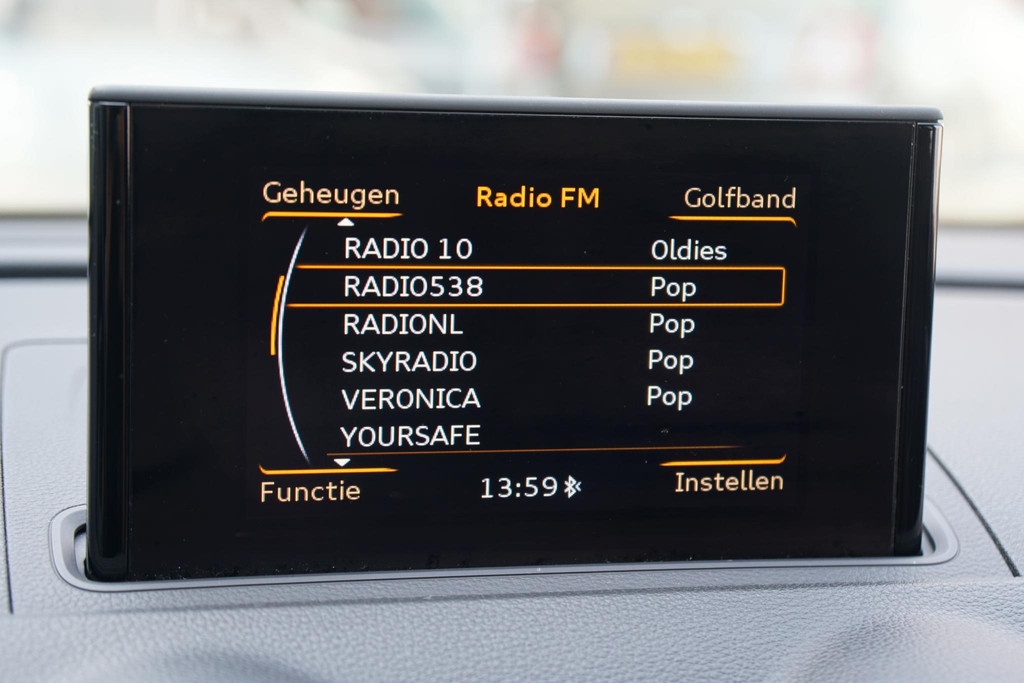 Geheugen Radio FM Golfband
RADIO 10 Oldies
RADIO538 Pop
RADIONL Pop
SKYRADIO Pop
VERONICA Pop
YOURSAFE
Functie 13:59 Instellen